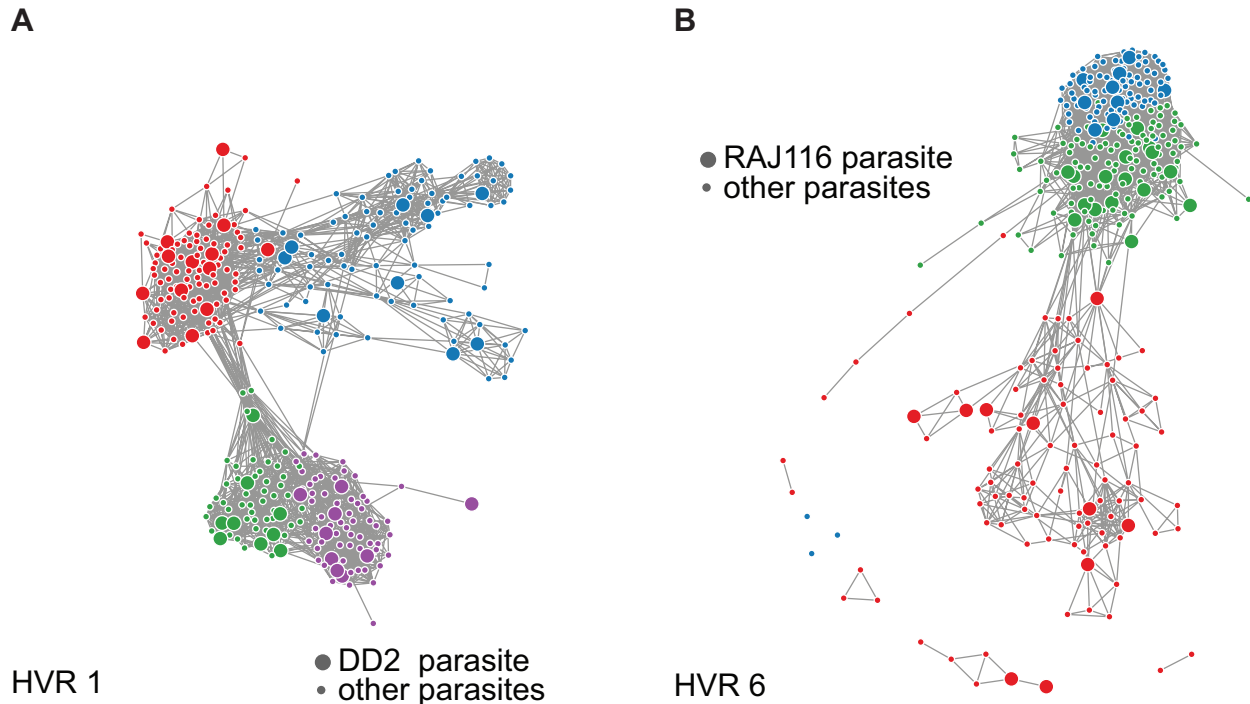 A
B
RAJ116 parasite
other parasites
DD2 parasite
other parasites
HVR 1
HVR 6